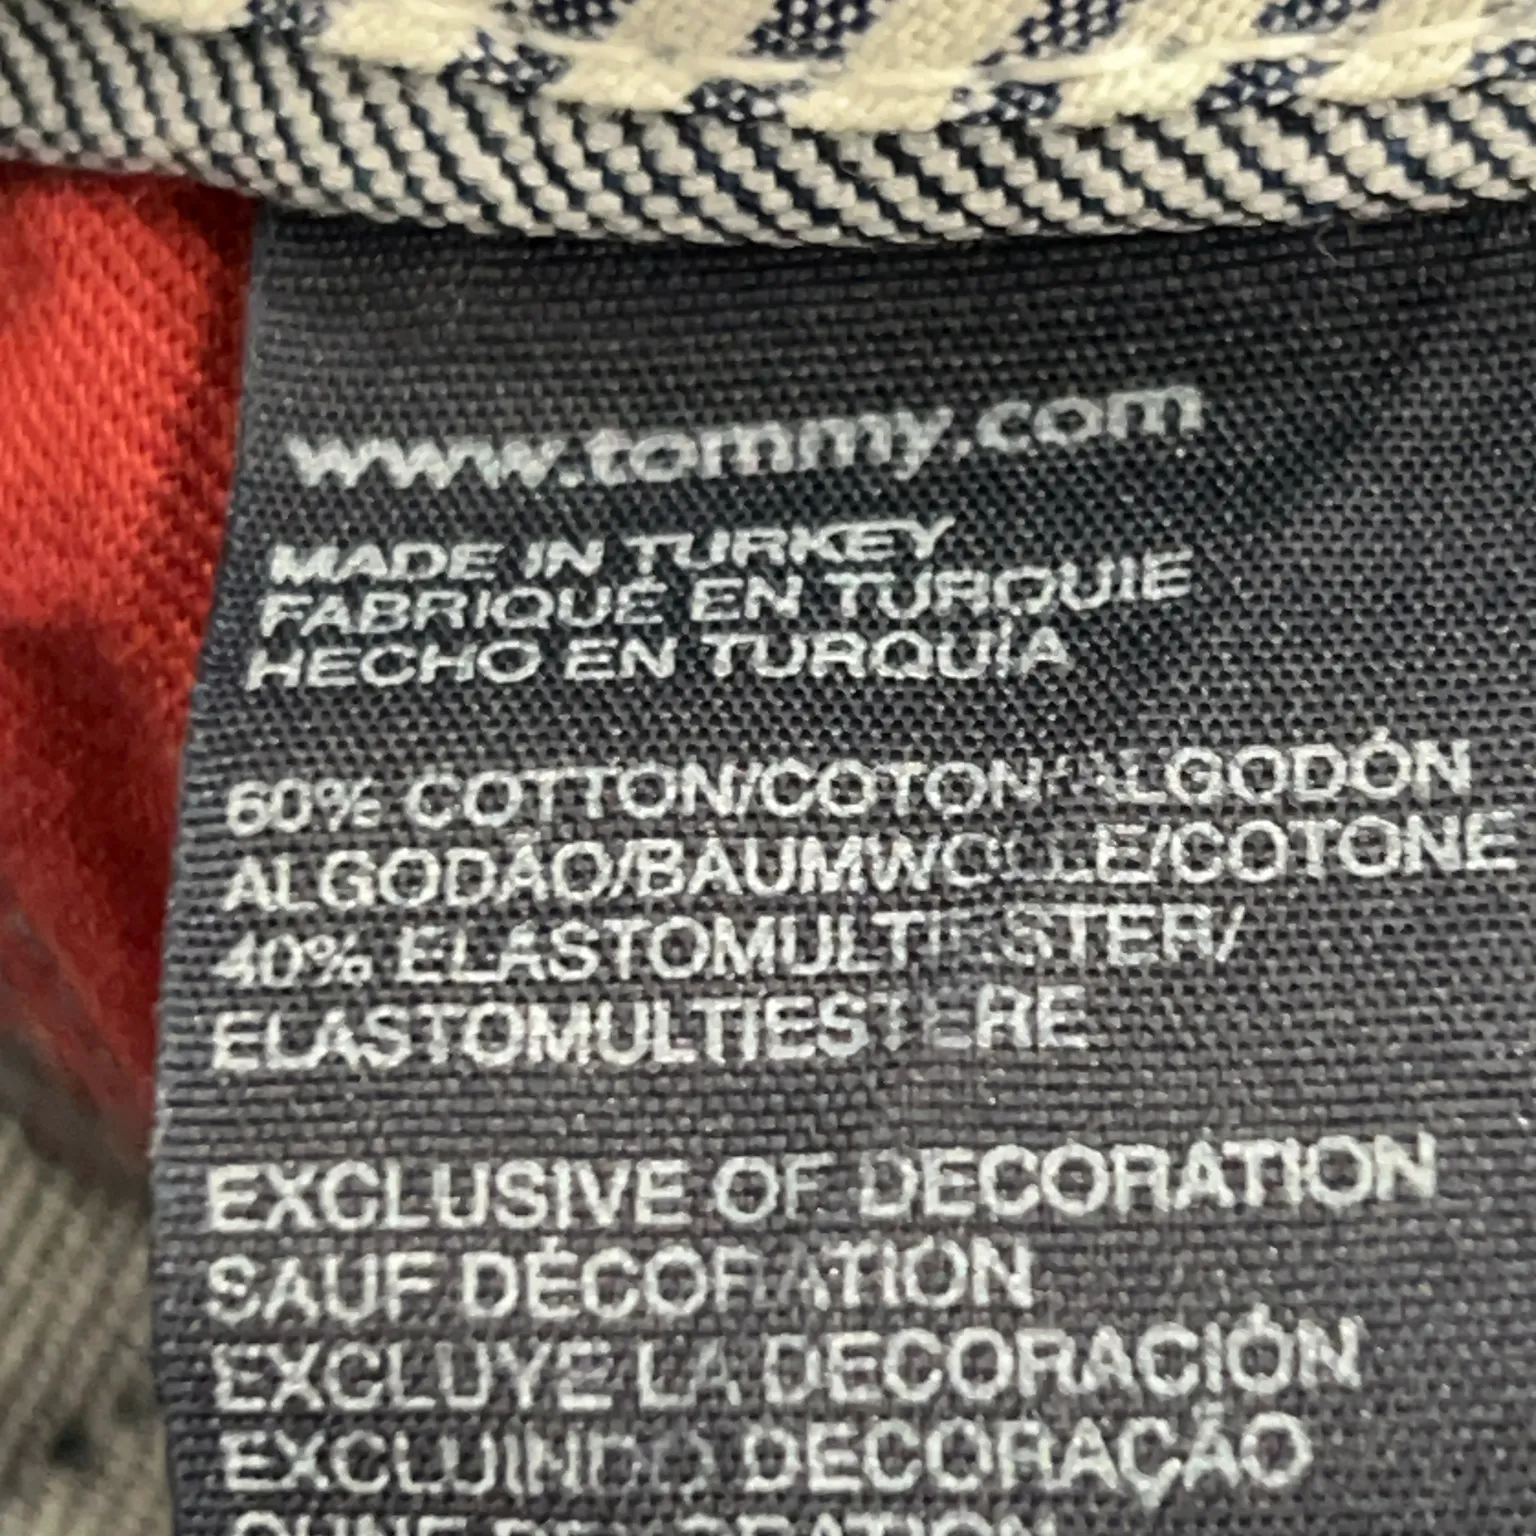 www.tommy.com
MADE IN TURKEY
FABRIQUÉ EN TURQUIE
HECHO EN TURQUÍA
60% COTTON/COTON/ALGODÓN
ALGODÃO/BAUMWOLLE/COTONE
40% ELASTOMULTIESTER/
ELASTOMULTIESTERE
EXCLUSIVE OF DECORATION
SAUF DÉCORATION
EXCLUYE LA DECORACIÓN
EXCLUINDO DECORAÇÃO